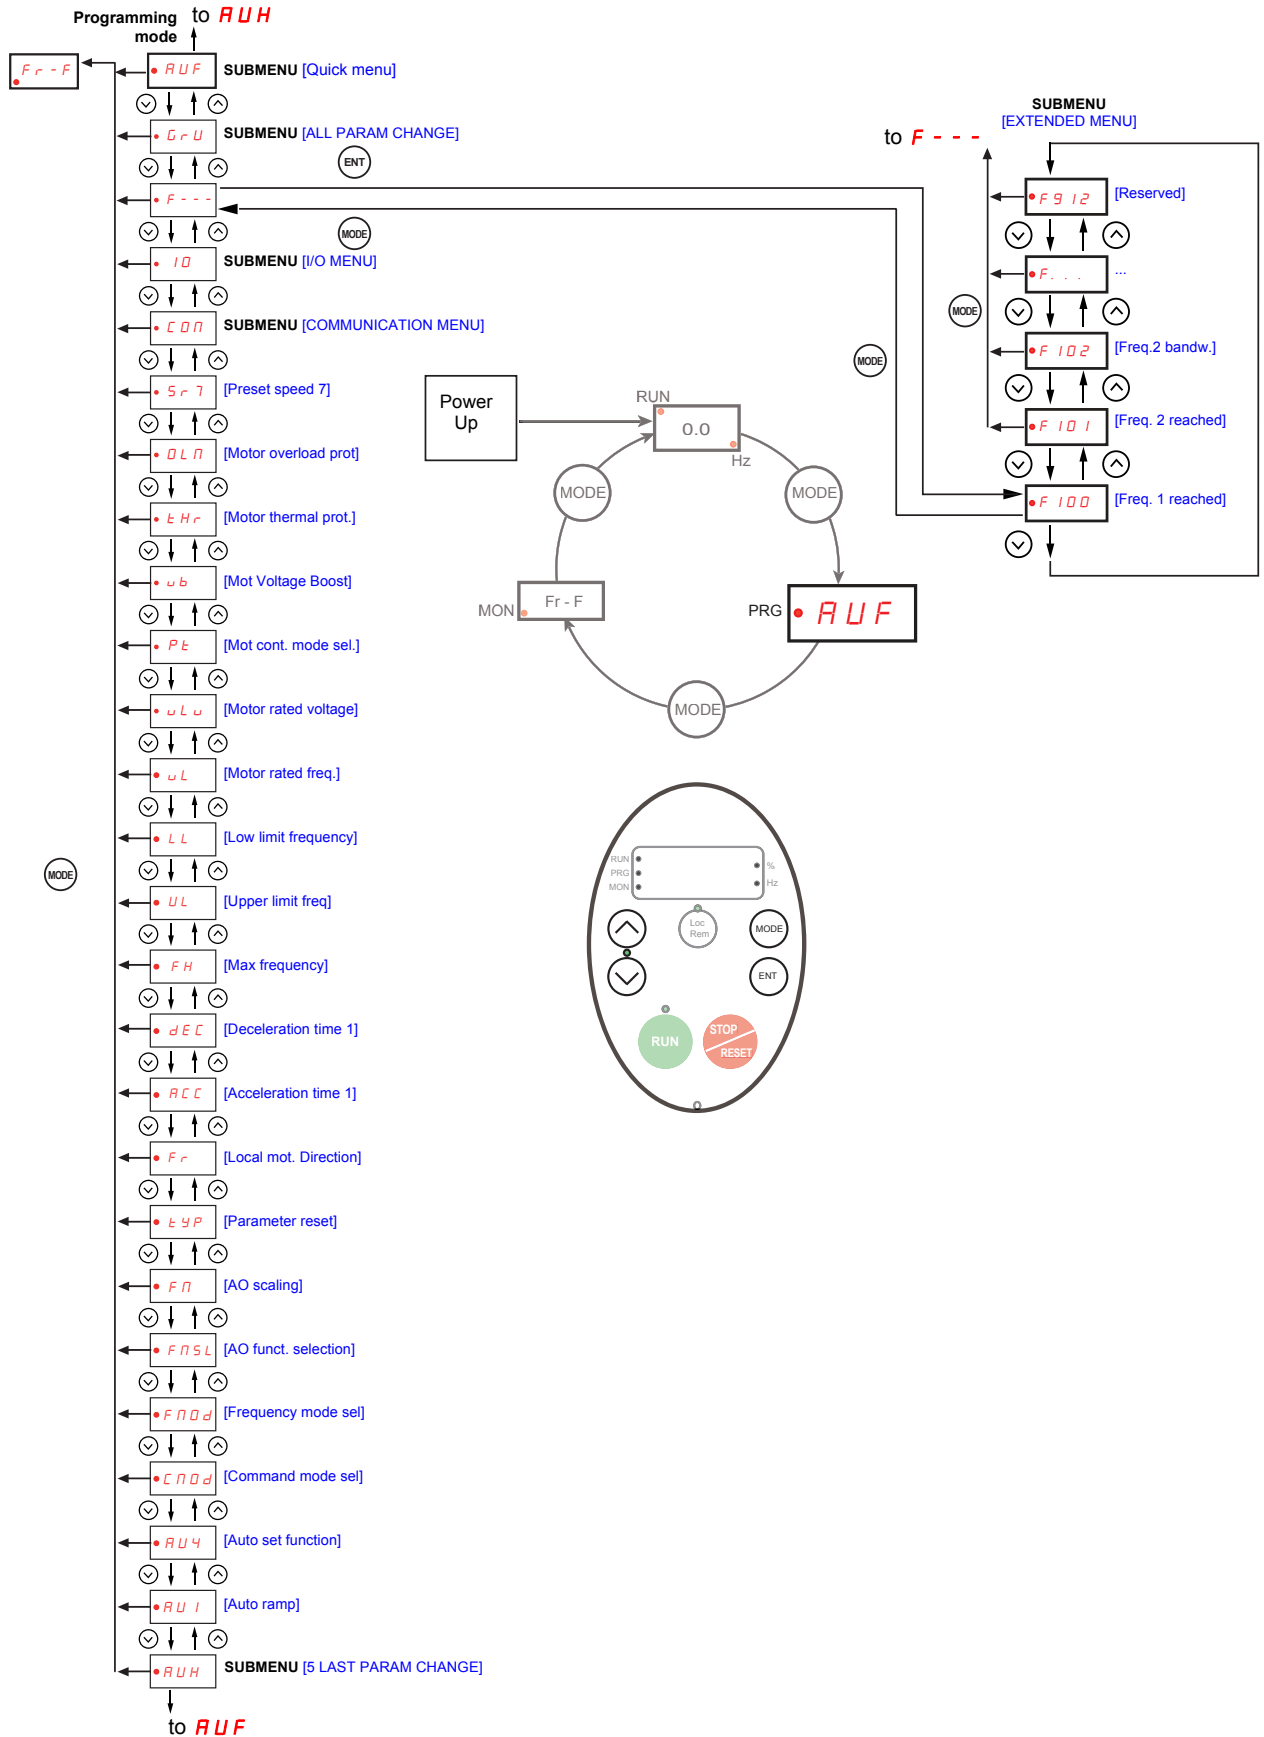 Programming mode
to AUH
Fr-F
AUF
SUBMENU [Quick menu]
GrU
SUBMENU [ALL PARAM CHANGE]
ENT
F---
MODE
IO
SUBMENU [I/O MENU]
COM
SUBMENU [COMMUNICATION MENU]
Sr7
[Preset speed 7]
OLM
[Motor overload prot]
tHr
[Motor thermal prot.]
ub
[Mot Voltage Boost]
Pt
[Mot cont. mode sel.]
uLu
[Motor rated voltage]
uL
[Motor rated freq.]
LL
[Low limit frequency]
MODE
UL
[Upper limit freq]
FH
[Max frequency]
dEC
[Deceleration time 1]
ACC
[Acceleration time 1]
Fr
[Local mot. Direction]
tYP
[Parameter reset]
FM
[AO scaling]
FMSL
[AO funct. selection]
FMOd
[Frequency mode sel]
CMOd
[Command mode sel]
AU4
[Auto set function]
AU1
[Auto ramp]
AUH
SUBMENU [5 LAST PARAM CHANGE]
to AUF
SUBMENU
[EXTENDED MENU]
to F---
F912
[Reserved]
F...
...
MODE
F102
[Freq.2 bandw.]
MODE
F101
[Freq. 2 reached]
F100
[Freq. 1 reached]
Power Up
RUN
0.0
Hz
MODE
MODE
MON
Fr-F
PRG
AUF
MODE
RUN
PRG
MON
%
Hz
Loc
Rem
MODE
ENT
RUN
STOP
RESET